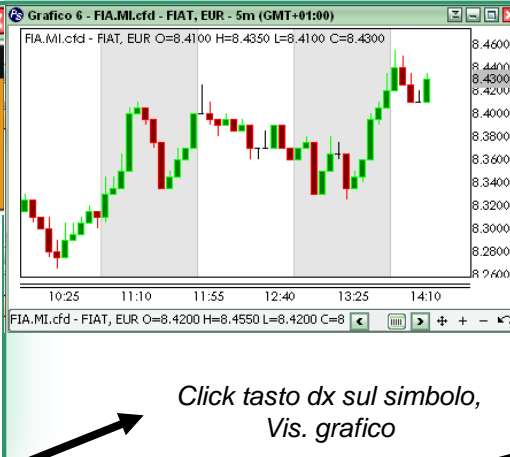 Grafico 6 - FIA.MI.cfd - FIAT, EUR - 5m (GMT+01:00)
FIA.MI.cfd - FIAT, EUR O=8.4100 H=8.4350 L=8.4100 C=8.4300
8.4600
8.4400
8.4300
8.4200
8.4000
8.3800
8.3600
8.3400
8.3200
8.3000
8.2800
8.2600
10:25 11:10 11:55 12:40 13:25 14:10
FIA.MI.cfd - FIAT, EUR O=8.4200 H=8.4550 L=8.4200 C=8
Click tasto dx sul simbolo,
Vis. grafico